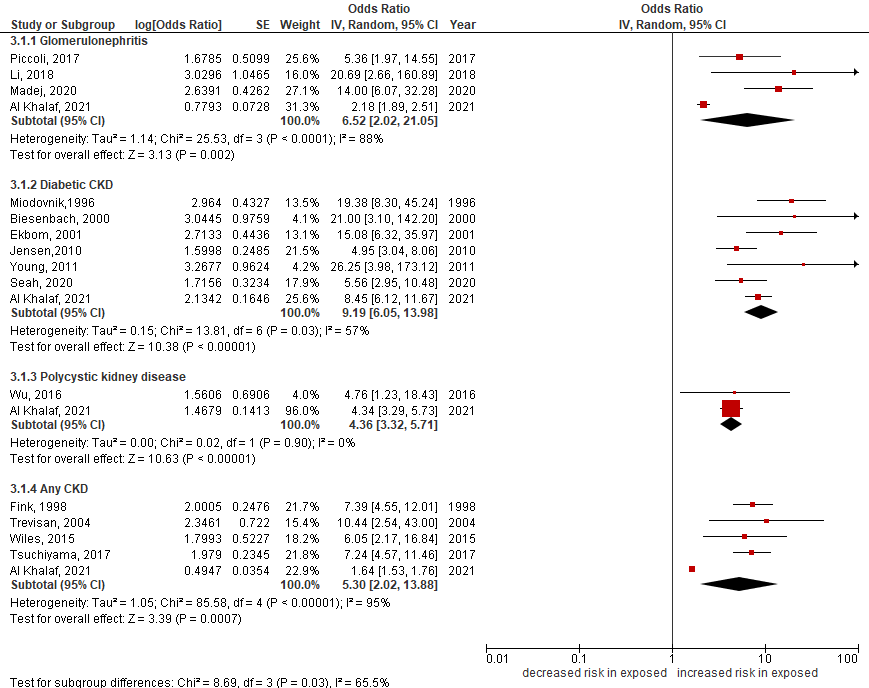 Odds Ratio Odds Ratio
Study or Subgroup log[Odds Ratio] SE Weight IV, Random, 95% CI Year IV, Random, 95% CI
3.1.1 Glomerulonephritis
Piccoli, 2017 1.6785 0.5099 25.6% 5.36 [1.97, 14.55] 2017
Li, 2018 3.0296 1.0465 16.0% 20.69 [2.66, 160.89] 2018
Madej, 2020 2.6391 0.4262 27.1% 14.00 [6.07, 32.28] 2020
Al Khalaf, 2021 0.7793 0.0728 31.3% 2.18 [1.89, 2.51] 2021
Subtotal (95% CI) 100.0% 6.52 [2.02, 21.05]
Heterogeneity: Tau² = 1.14; Chi² = 25.53, df = 3 (P < 0.0001); I² = 88%
Test for overall effect: Z = 3.13 (P = 0.002)
3.1.2 Diabetic CKD
Miodovnik,1996 2.964 0.4327 13.5% 19.38 [8.30, 45.24] 1996
Biesenbach, 2000 3.0445 0.9759 4.1% 21.00 [3.10, 142.20] 2000
Ekbom, 2001 2.7133 0.4436 13.1% 15.08 [6.32, 35.97] 2001
Jensen,2010 1.5998 0.2485 21.5% 4.95 [3.04, 8.06] 2010
Young, 2011 3.2677 0.9624 4.2% 26.25 [3.98, 173.12] 2011
Seah, 2020 1.7156 0.3234 17.9% 5.56 [2.95, 10.48] 2020
Al Khalaf, 2021 2.1342 0.1646 25.6% 8.45 [6.12, 11.67] 2021
Subtotal (95% CI) 100.0% 9.19 [6.05, 13.98]
Heterogeneity: Tau² = 0.15; Chi² = 13.81, df = 6 (P = 0.03); I² = 57%
Test for overall effect: Z = 10.38 (P < 0.00001)
3.1.3 Polycystic kidney disease
Wu, 2016 1.5606 0.6906 4.0% 4.76 [1.23, 18.43] 2016
Al Khalaf, 2021 1.4679 0.1413 96.0% 4.34 [3.29, 5.73] 2021
Subtotal (95% CI) 100.0% 4.36 [3.32, 5.71]
Heterogeneity: Tau² = 0.00; Chi² = 0.02, df = 1 (P = 0.90); I² = 0%
Test for overall effect: Z = 10.63 (P < 0.00001)
3.1.4 Any CKD
Fink, 1998 2.0005 0.2476 21.7% 7.39 [4.55, 12.01] 1998
Trevisan, 2004 2.3461 0.722 15.4% 10.44 [2.54, 43.00] 2004
Wiles, 2015 1.7993 0.5227 18.2% 6.05 [2.17, 16.84] 2015
Tsuchiyama, 2017 1.979 0.2345 21.8% 7.24 [4.57, 11.46] 2017
Al Khalaf, 2021 0.4947 0.0354 22.9% 1.64 [1.53, 1.76] 2021
Subtotal (95% CI) 100.0% 5.30 [2.02, 13.88]
Heterogeneity: Tau² = 1.05; Chi² = 85.58, df = 4 (P < 0.00001); I² = 95%
Test for overall effect: Z = 3.39 (P = 0.0007)
0.01 0.1 1 10 100
decreased risk in exposed increased risk in exposed
Test for subgroup differences: Chi² = 8.69, df = 3 (P = 0.03), I² = 65.5%